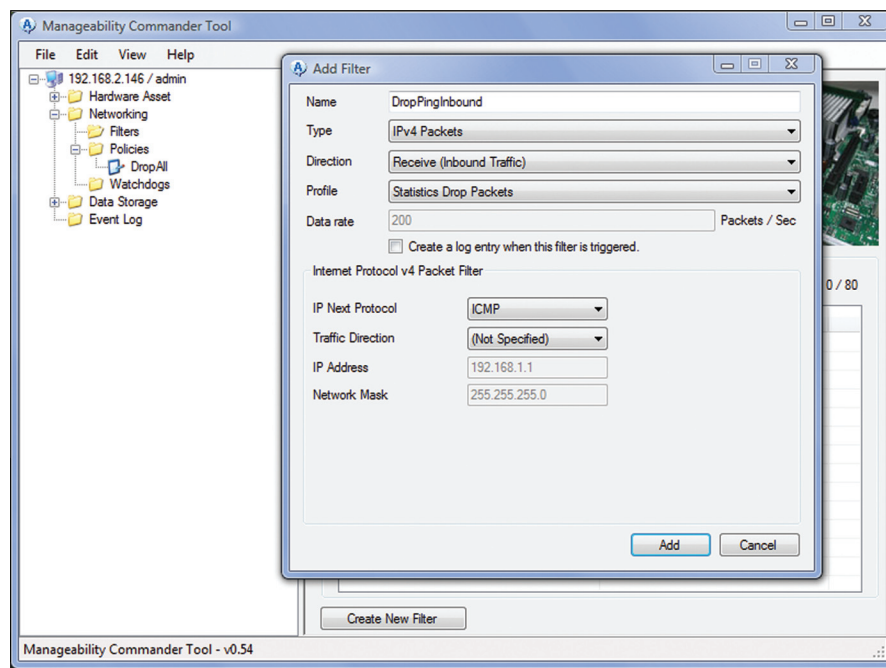 Manageability Commander Tool
File Edit View Help
192.168.2.146 / admin
Hardware Asset
Networking
Filters
Policies
DropAll
Watchdogs
Data Storage
Event Log
Add Filter
Name DropPingInbound
Type IPv4 Packets
Direction Receive (Inbound Traffic)
Profile Statistics Drop Packets
Data rate 200 Packets / Sec
Create a log entry when this filter is triggered.
Internet Protocol v4 Packet Filter
IP Next Protocol ICMP
Traffic Direction (Not Specified)
IP Address 192.168.1.1
Network Mask 255.255.255.0
Add Cancel
0 / 80
Create New Filter
Manageability Commander Tool - v0.54